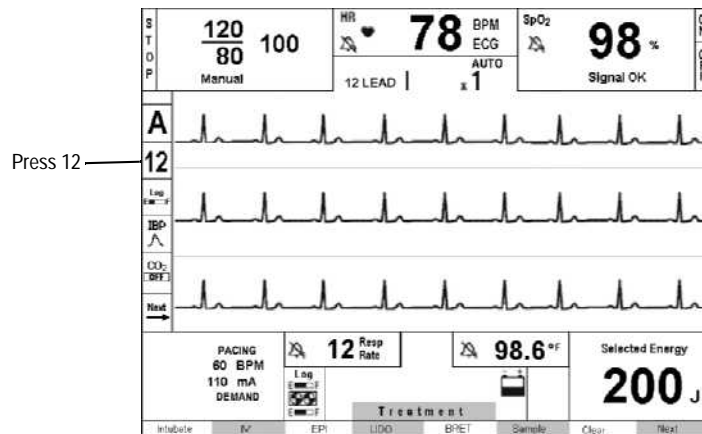 Press 12
STOP
120
80
100
Manual
HR
78
BPM
ECG
12 LEAD
AUTO
x 1
SpO2
98 %
Signal OK
A
12
Log
E F
IBP
CO2
OFF
Next
PACING
60 BPM
110 mA
DEMAND
12 Resp
Rate
Log
E F
E F
98.6 °F
- +
Selected Energy
200 J
Treatment
Intubate IV EPI LIDO BRET Sample Clear Next